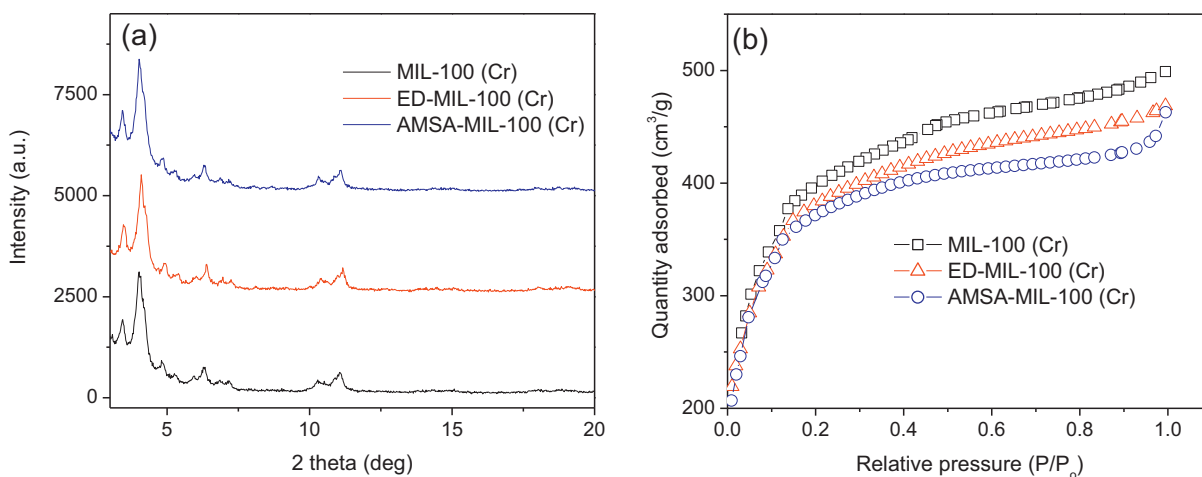 (a)
MIL-100 (Cr)
ED-MIL-100 (Cr)
AMSA-MIL-100 (Cr)
7500
5000
2500
0
Intensity (a.u.)
5
10
15
20
2 theta (deg)
(b)
500
400
300
200
Quantity adsorbed (cm³/g)
MIL-100 (Cr)
ED-MIL-100 (Cr)
AMSA-MIL-100 (Cr)
0.0
0.2
0.4
0.6
0.8
1.0
Relative pressure (P/Pₒ)